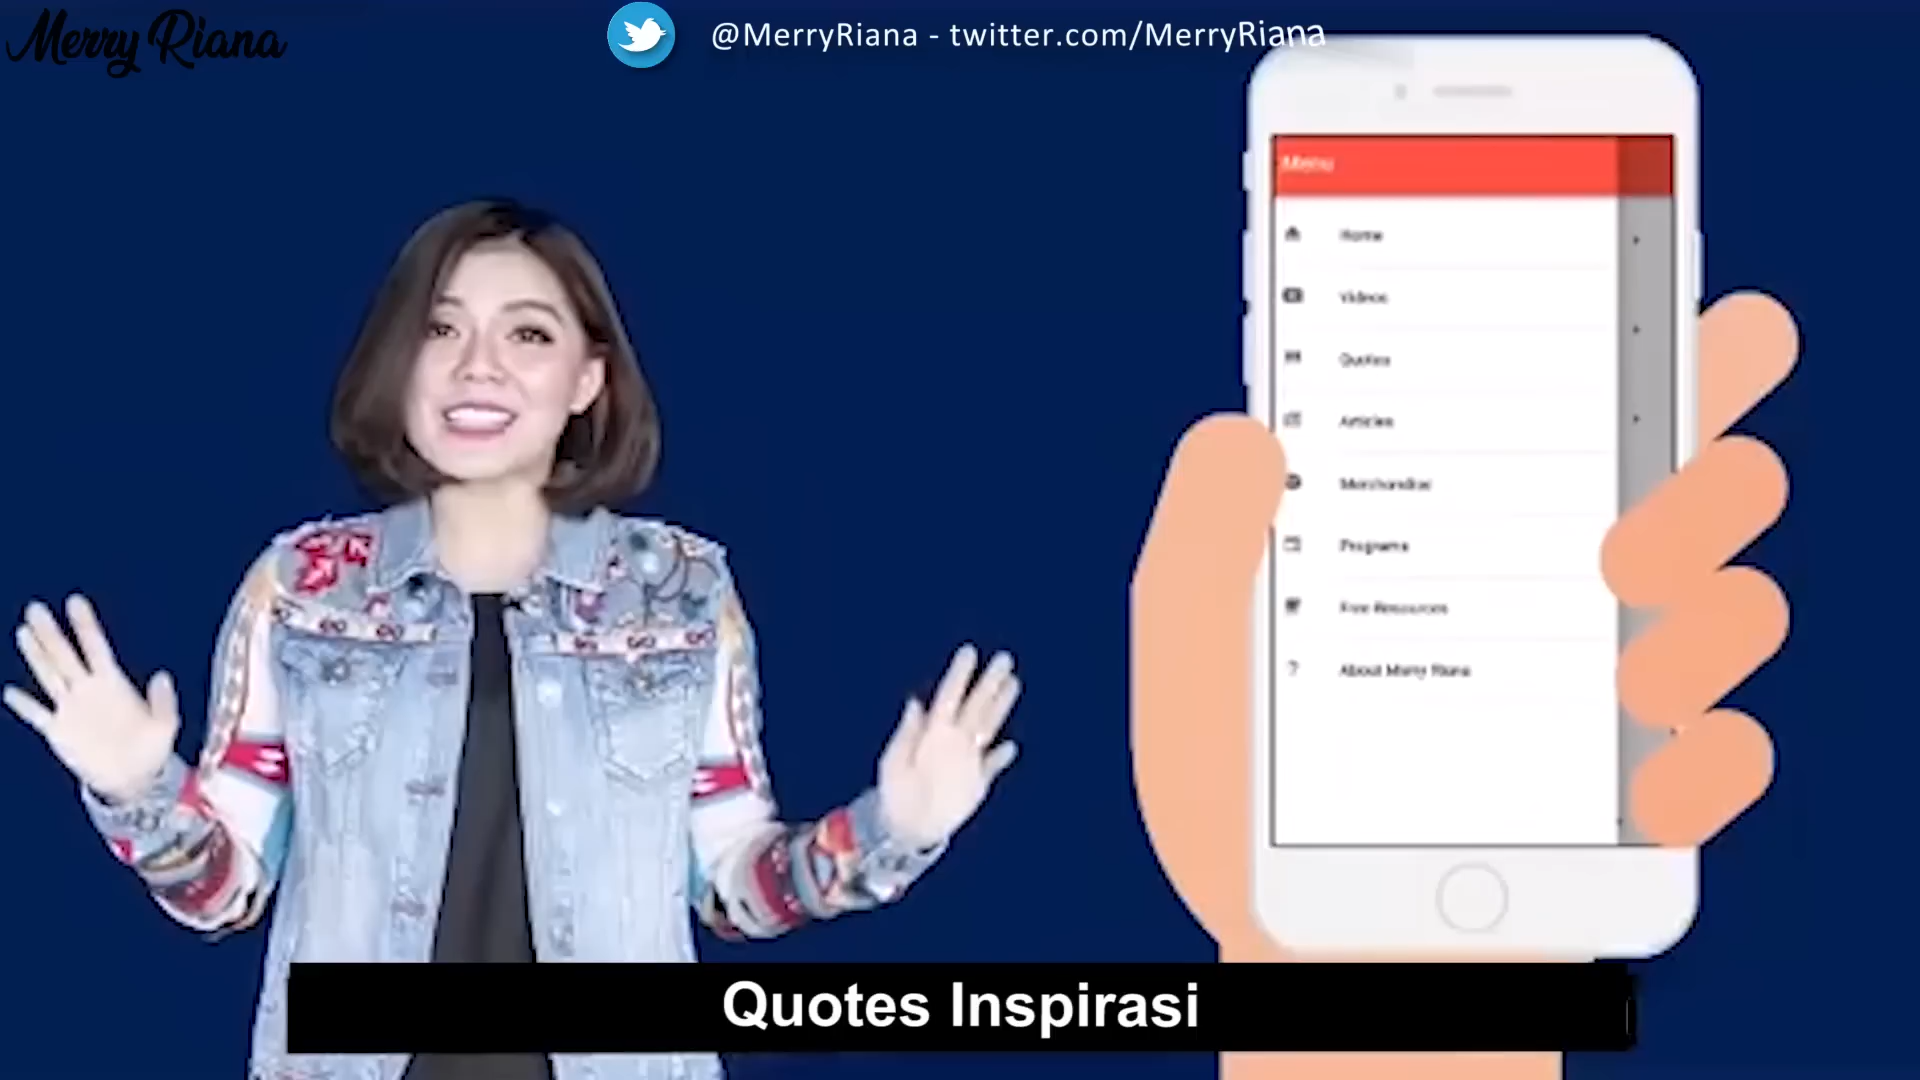 Merry Riana
@MerryRiana - twitter.com/MerryRiana
Menu
Home
Videos
Quotes
Articles
Merchandise
Programs
Free Resources
? About Merry Riana
Quotes Inspirasi